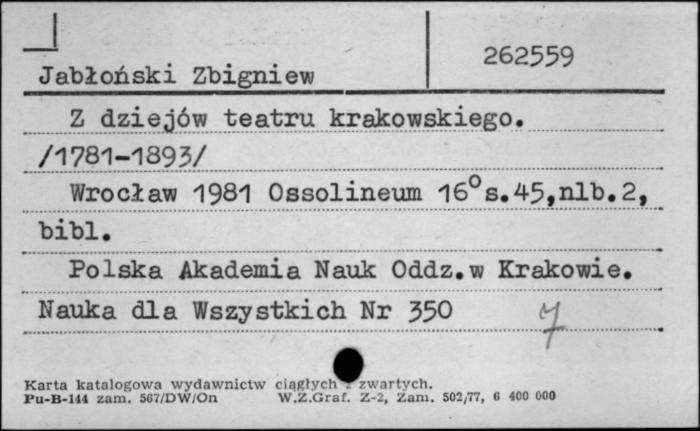 262559
Jabłoński Zbigniew
Z dziejów teatru krakowskiego.
/1781-1893/
Wrocław 1981 Ossolineum 16° s.45,nlb.2,
bibl.
Polska Akademia Nauk Oddz.w Krakowie.
Nauka dla Wszystkich Nr 350
7
Karta katalogowa wydawnictw ciągłych i zwartych.
Pu-B-144 zam. 567/DW/On W.Z.Graf. Z-2, Zam. 502/77, 6 400 000